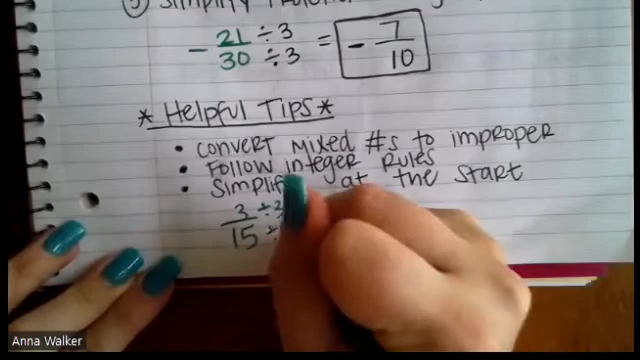 - 21 ÷ 3 = - 7
30 ÷ 3 10
* HELPFUL TIPS *
• CONVERT MIXED #S TO IMPROPER
• FOLLOW INTEGER RULES
• SIMPLIFY AT THE START
3 ÷ 3
15 ÷
Anna Walker